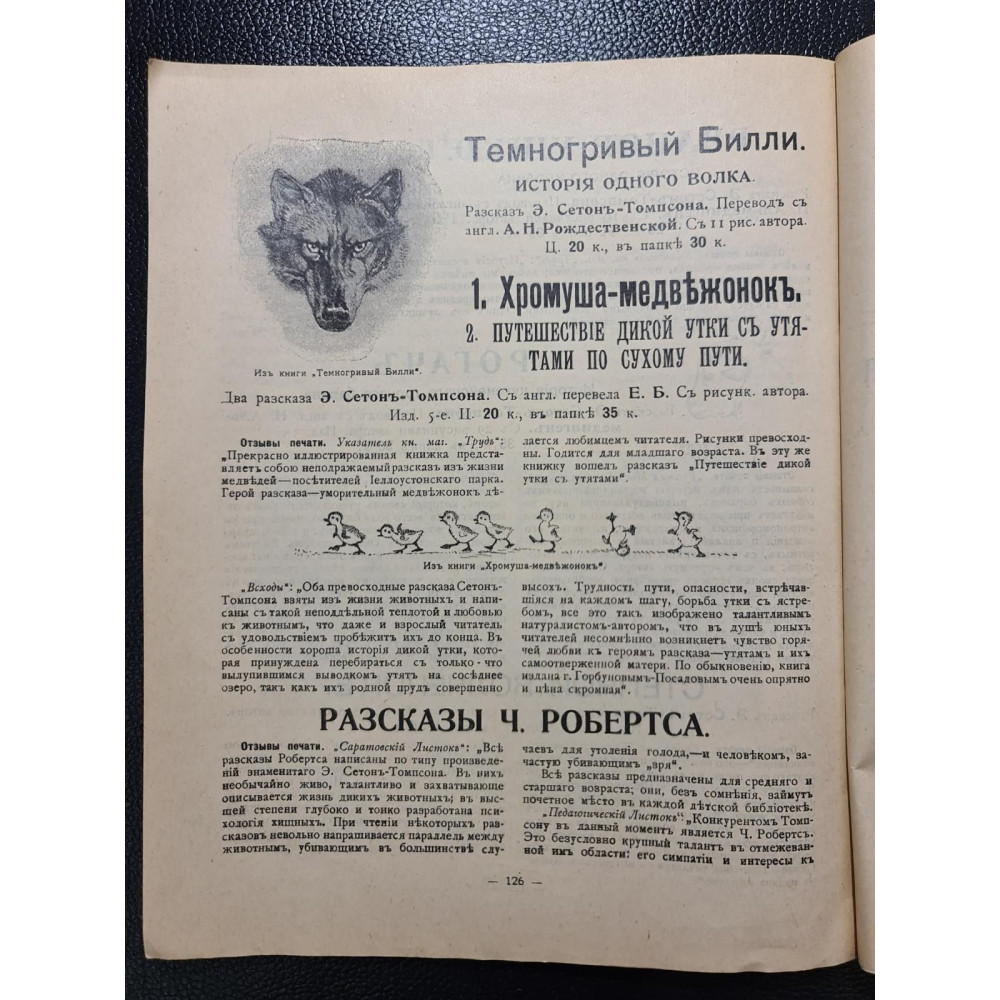 Темногривый Билли.
ИСТОРІЯ ОДНОГО ВОЛКА.
Разсказъ Э. Сетонъ-Томпсона. Переводъ съ
англ. А. Н. Рождественской. Съ 11 рис. автора.
Ц. 20 к., въ папкѣ 30 к.
1. Хромуша-медвѣжонокъ.
2. ПУТЕШЕСТВІЕ ДИКОЙ УТКИ СЪ УТЯ-
ТАМИ ПО СУХОМУ ПУТИ.
Изъ книги „Темногривый Билли".
Два разсказа Э. Сетонъ-Томпсона. Съ англ. перевела Е. Б. Съ рисунк. автора.
Изд. 5-е. Ц. 20 к., въ папкѣ 35 к.
Отзывы печати. Указатель кн. маг. „Трудъ":
„Прекрасно иллюстрированная книжка предста-
вляетъ собою неподражаемый разсказъ изъ жизни
медвѣдей—посѣтителей Іеллоустонскаго парка.
Герой разсказа—уморительный медвѣжонокъ дѣ-
лается любимцемъ читателя. Рисунки превосход-
ны. Годится для младшаго возраста. Въ эту же
книжку вошелъ разсказъ „Путешествіе дикой
утки съ утятами".
Изъ книги „Хромуша-медвѣжонокъ".
„Всходы": „Оба превосходные разсказа Сетонъ-
Томпсона взяты изъ жизни животныхъ и напи-
саны съ такой неподдѣльной теплотой и любовью
къ животнымъ, что даже и взрослый читатель
съ удовольствіемъ пробѣжитъ ихъ до конца. Въ
особенности хороша исторія дикой утки, кото-
рая принуждена перебираться съ только-что
вылупившимся выводкомъ утятъ на сосѣднее
озеро, такъ какъ ихъ родной прудъ совершенно
высохъ. Трудность пути, опасности, встрѣчав-
шіяся на каждомъ шагу, борьба утки съ ястре-
бомъ, все это такъ изображено талантливымъ
натуралистомъ-авторомъ, что въ душѣ юныхъ
читателей несомнѣнно возникнетъ чувство горя-
чей любви къ героямъ разсказа—утятамъ и ихъ
самоотверженной матери. По обыкновенію, книга
издана г. Горбуновымъ-Посадовымъ очень опрятно
и цѣна скромная".
РАЗСКАЗЫ Ч. РОБЕРТСА.
Отзывы печати. „Саратовскій Листокъ": „Всѣ
разсказы Робертса написаны по типу произведе-
ній знаменитаго Э. Сетонъ-Томпсона. Въ нихъ
необычайно живо, талантливо и захватывающе
описывается жизнь дикихъ животныхъ; въ выс-
шей степени глубоко и тонко разработана пси-
хологія хищныхъ. При чтеніи нѣкоторыхъ раз-
сказовъ невольно напрашивается параллель между
животнымъ, убивающимъ въ большинствѣ слу-
чаевъ для утоленія голода,—и человѣкомъ, за-
частую убивающимъ „зря".
Всѣ разсказы предназначены для средняго и
старшаго возраста; они, безъ сомнѣнія, займутъ
почетное мѣсто въ каждой дѣтской библіотекѣ.
„Педагогическій Листокъ": „Конкурентомъ Томп-
сону въ данный моментъ является Ч. Робертсъ.
Это безусловно крупный талантъ въ отмежеван-
ной имъ области: его симпатіи и интересы къ
— 126 —